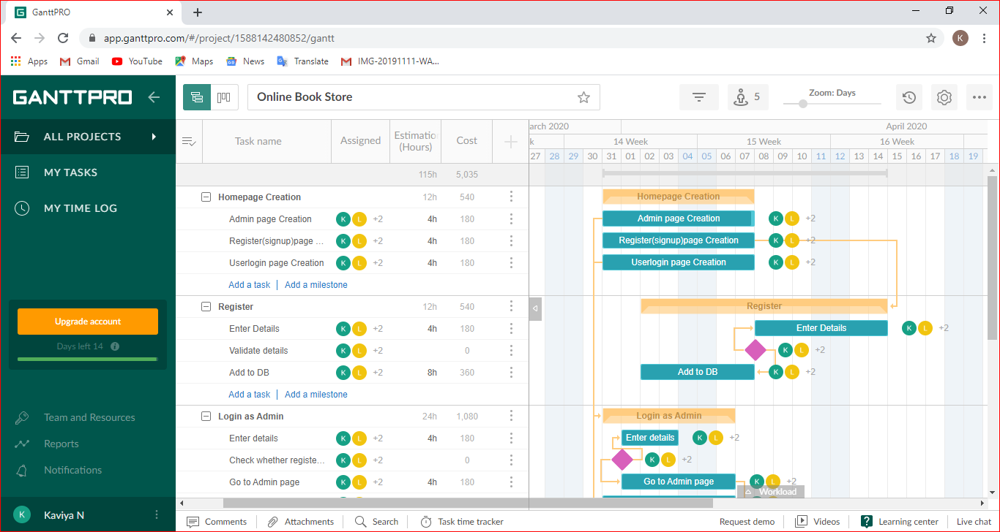 GanttPRO
app.ganttpro.com/#/project/1588142480852/gantt
K
Apps Gmail YouTube Maps News Translate IMG-20191111-WA...
GANTTPRO
Online Book Store
5
Zoom: Days
ALL PROJECTS
MY TASKS
MY TIME LOG
Upgrade account
Days left 14
Team and Resources
Reports
Notifications
K Kaviya N
Task name Assigned Estimatio (Hours) Cost
arch 2020 April 2020
k 14 Week 15 Week 16 Week
27 28 29 30 31 01 02 03 04 05 06 07 08 09 10 11 12 13 14 15 16 17 18 19
115h 5,035
Homepage Creation 12h 540 Homepage Creation
Admin page Creation K L +2 4h 180 Admin page Creation K L +2
Register(signup)page ... K L +2 4h 180 Register(signup)page Creation K L +2
Userlogin page Creation K L +2 4h 180 Userlogin page Creation K L +2
Add a task | Add a milestone
Register 12h 540 Register
Enter Details K L +2 4h 180 Enter Details K L +2
Validate details K L +2 0 K L +2
Add to DB K L +2 8h 360 Add to DB K L +2
Add a task | Add a milestone
Login as Admin 24h 1,080 Login as Admin
Enter details K L +2 4h 180 Enter details K L +2
Check whether registe... K L +2 0 K L +2
Go to Admin page K L +2 4h 180 Go to Admin page K L +2
Workload
Comments Attachments Search Task time tracker Request demo Videos Learning center Live chat